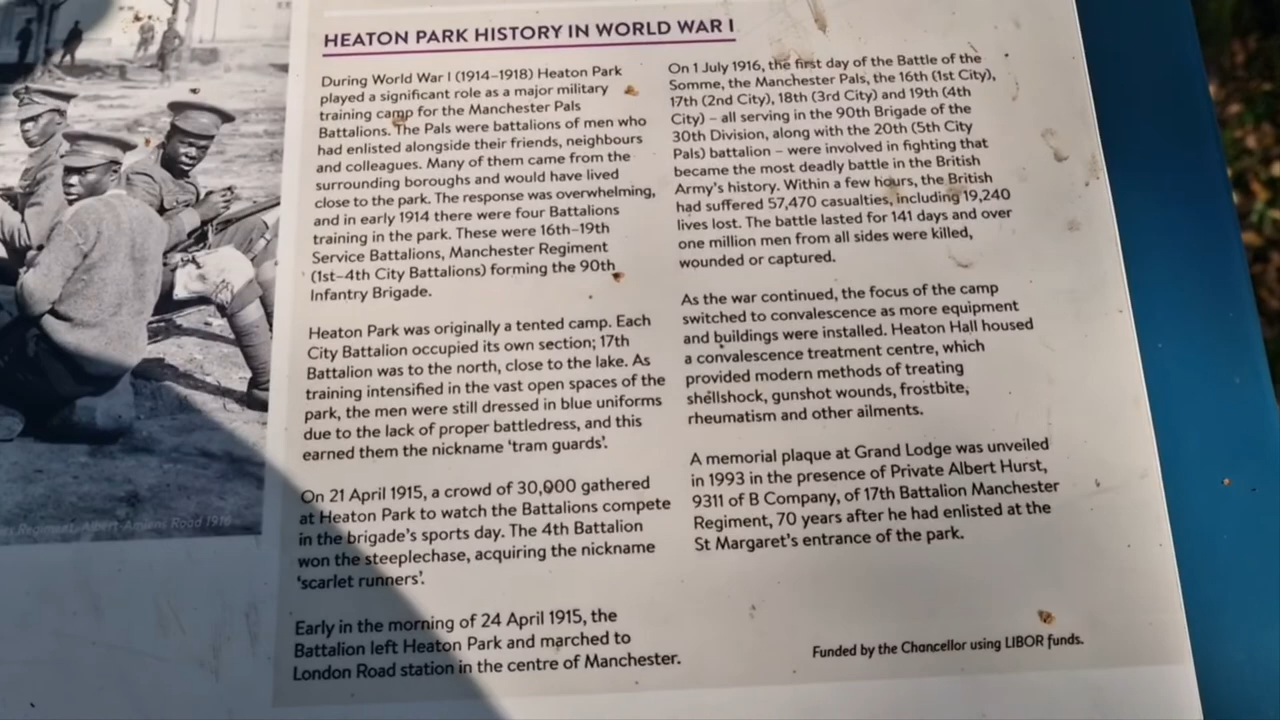 HEATON PARK HISTORY IN WORLD WAR I
During World War I (1914–1918) Heaton Park
played a significant role as a major military
training camp for the Manchester Pals
Battalions. The Pals were battalions of men who
had enlisted alongside their friends, neighbours
and colleagues. Many of them came from the
surrounding boroughs and would have lived
close to the park. The response was overwhelming,
and in early 1914 there were four Battalions
training in the park. These were 16th–19th
Service Battalions, Manchester Regiment
(1st–4th City Battalions) forming the 90th
Infantry Brigade.
Heaton Park was originally a tented camp. Each
City Battalion occupied its own section; 17th
Battalion was to the north, close to the lake. As
training intensified in the vast open spaces of the
park, the men were still dressed in blue uniforms
due to the lack of proper battledress, and this
earned them the nickname ‘tram guards’.
On 21 April 1915, a crowd of 30,000 gathered
at Heaton Park to watch the Battalions compete
in the brigade’s sports day. The 4th Battalion
won the steeplechase, acquiring the nickname
‘scarlet runners’.
Early in the morning of 24 April 1915, the
Battalion left Heaton Park and marched to
London Road station in the centre of Manchester.
On 1 July 1916, the first day of the Battle of the
Somme, the Manchester Pals, the 16th (1st City),
17th (2nd City), 18th (3rd City) and 19th (4th
City) – all serving in the 90th Brigade of the
30th Division, along with the 20th (5th City
Pals) battalion – were involved in fighting that
became the most deadly battle in the British
Army’s history. Within a few hours, the British
had suffered 57,470 casualties, including 19,240
lives lost. The battle lasted for 141 days and over
one million men from all sides were killed,
wounded or captured.
As the war continued, the focus of the camp
switched to convalescence as more equipment
and buildings were installed. Heaton Hall housed
a convalescence treatment centre, which
provided modern methods of treating
shellshock, gunshot wounds, frostbite,
rheumatism and other ailments.
A memorial plaque at Grand Lodge was unveiled
in 1993 in the presence of Private Albert Hurst,
9311 of B Company, of 17th Battalion Manchester
Regiment, 70 years after he had enlisted at the
St Margaret’s entrance of the park.
Funded by the Chancellor using LIBOR funds.
Regiment, Albert-Amiens Road 1916